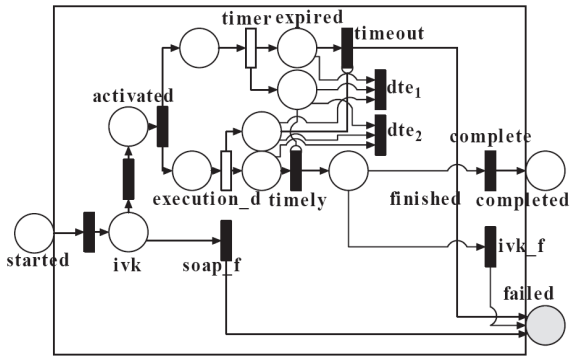 timer expired
timeout
activated
dte1
dte2
complete
execution_d timely
finished completed
started
ivk
soap_f
ivk_f
failed